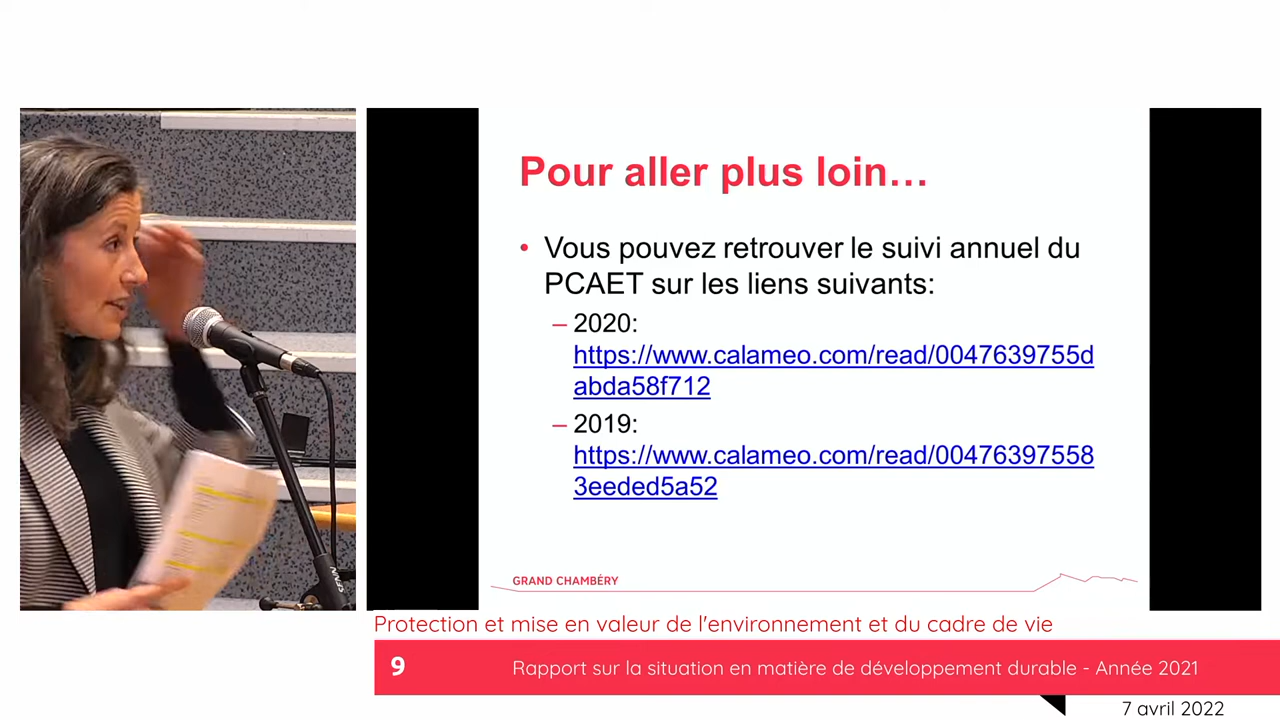 Pour aller plus loin…
• Vous pouvez retrouver le suivi annuel du
PCAET sur les liens suivants:
– 2020:
https://www.calameo.com/read/0047639755d
abda58f712
– 2019:
https://www.calameo.com/read/00476397558
3eeded5a52
GRAND CHAMBÉRY
Protection et mise en valeur de l'environnement et du cadre de vie
9 Rapport sur la situation en matière de développement durable - Année 2021
7 avril 2022